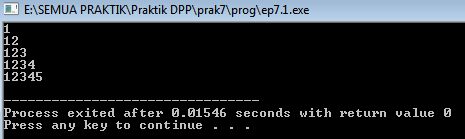 E:\SEMUA PRAKTIK\Praktik DPP\prak7\prog\ep7.1.exe
1
12
123
1234
12345
--------------------------------
Process exited after 0.01546 seconds with return value 0
Press any key to continue . . .